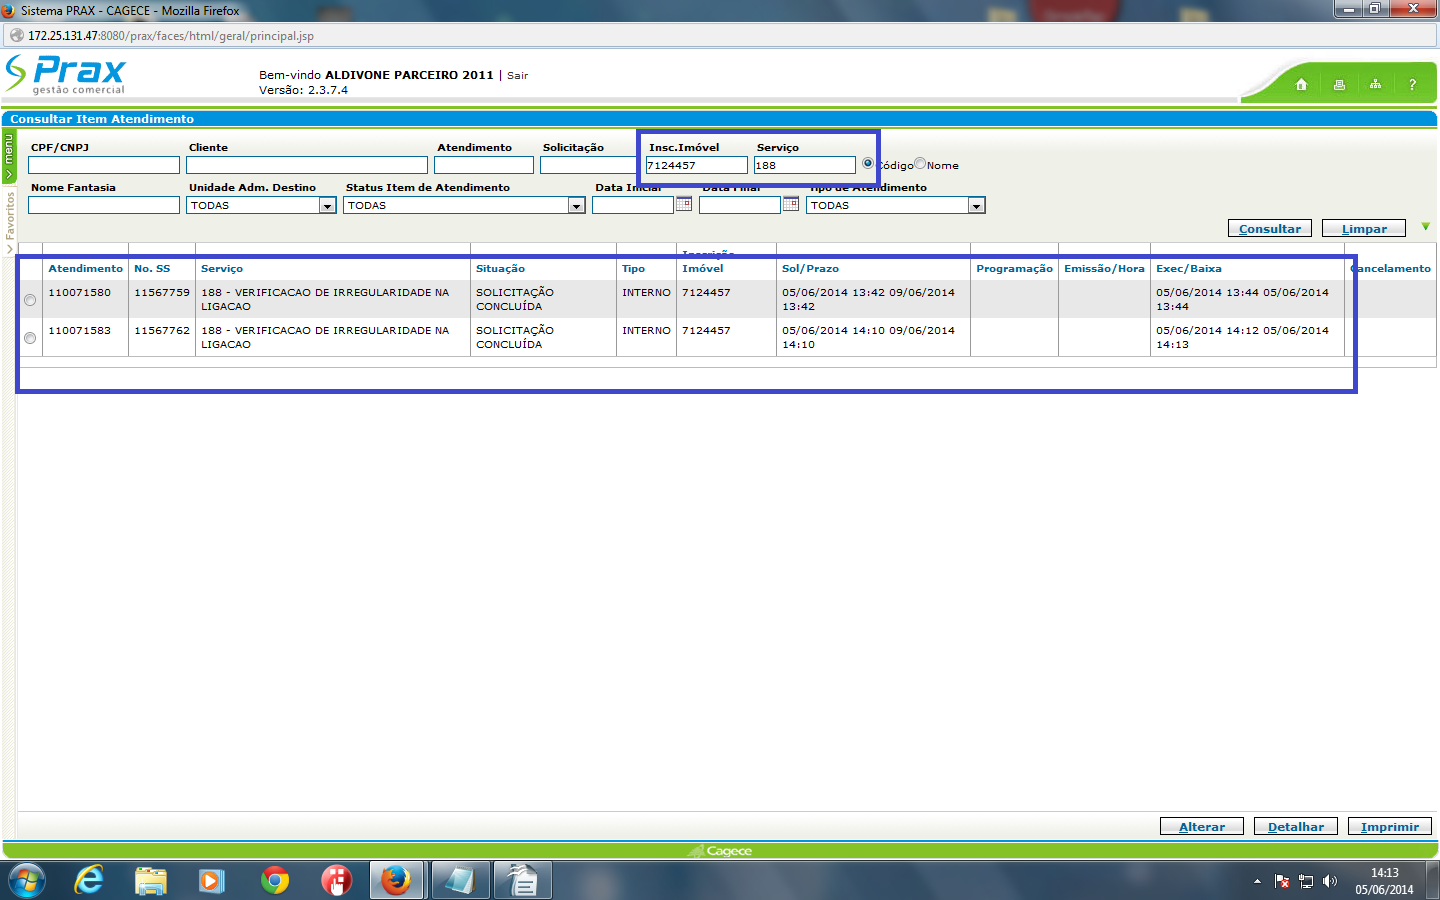 Sistema PRAX - CAGECE - Mozilla Firefox
172.25.131.47:8080/prax/faces/html/geral/principal.jsp
Prax
gestão comercial
Bem-vindo ALDIVONE PARCEIRO 2011 | Sair
Versão: 2.3.7.4
?
Consultar Item Atendimento
menu
Favoritos
CPF/CNPJ Cliente Atendimento Solicitação Insc.Imóvel Serviço
7124457 188 Código Nome
Nome Fantasia Unidade Adm. Destino Status Item de Atendimento Data Inicial Data Final Tipo de Atendimento
TODAS TODAS TODAS
Consultar Limpar
Inscrição
Atendimento No. SS Serviço Situação Tipo Imóvel Sol/Prazo Programação Emissão/Hora Exec/Baixa Cancelamento
110071580 11567759 188 - VERIFICACAO DE IRREGULARIDADE NA SOLICITAÇÃO INTERNO 7124457 05/06/2014 13:42 09/06/2014 05/06/2014 13:44 05/06/2014
LIGACAO CONCLUÍDA 13:42 13:44
110071583 11567762 188 - VERIFICACAO DE IRREGULARIDADE NA SOLICITAÇÃO INTERNO 7124457 05/06/2014 14:10 09/06/2014 05/06/2014 14:12 05/06/2014
LIGACAO CONCLUÍDA 14:10 14:13
Alterar Detalhar Imprimir
Cagece
14:13
05/06/2014